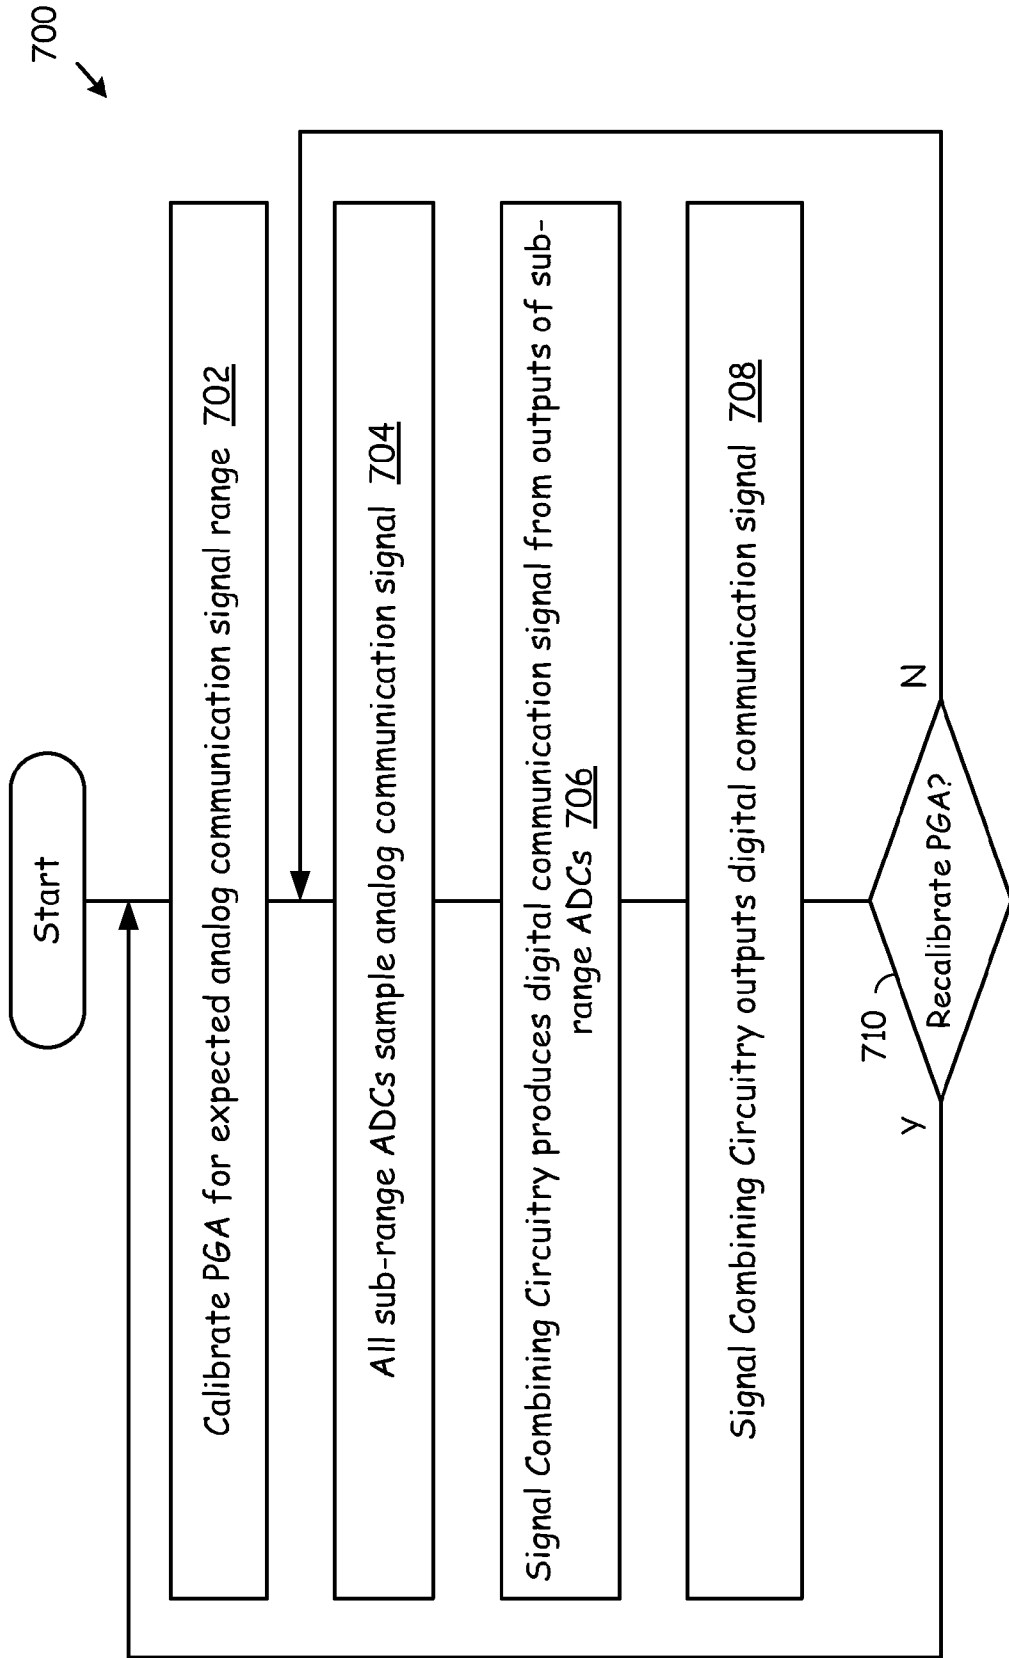 700
Start
Calibrate PGA for expected analog communication signal range 702
All sub-range ADCs sample analog communication signal 704
Signal Combining Circuitry produces digital communication signal from outputs of sub-
range ADCs 706
Signal Combining Circuitry outputs digital communication signal 708
710
Recalibrate PGA?
Y
N